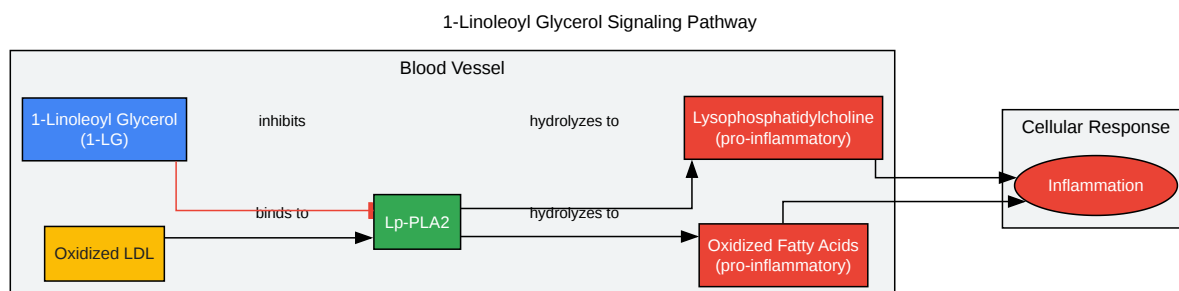 1-Linoleoyl Glycerol Signaling Pathway
Blood Vessel
1-Linoleoyl Glycerol
(1-LG)
inhibits
hydrolyzes to
Lysophosphatidylcholine
(pro-inflammatory)
Cellular Response
Inflammation
binds to
Lp-PLA2
hydrolyzes to
Oxidized LDL
Oxidized Fatty Acids
(pro-inflammatory)